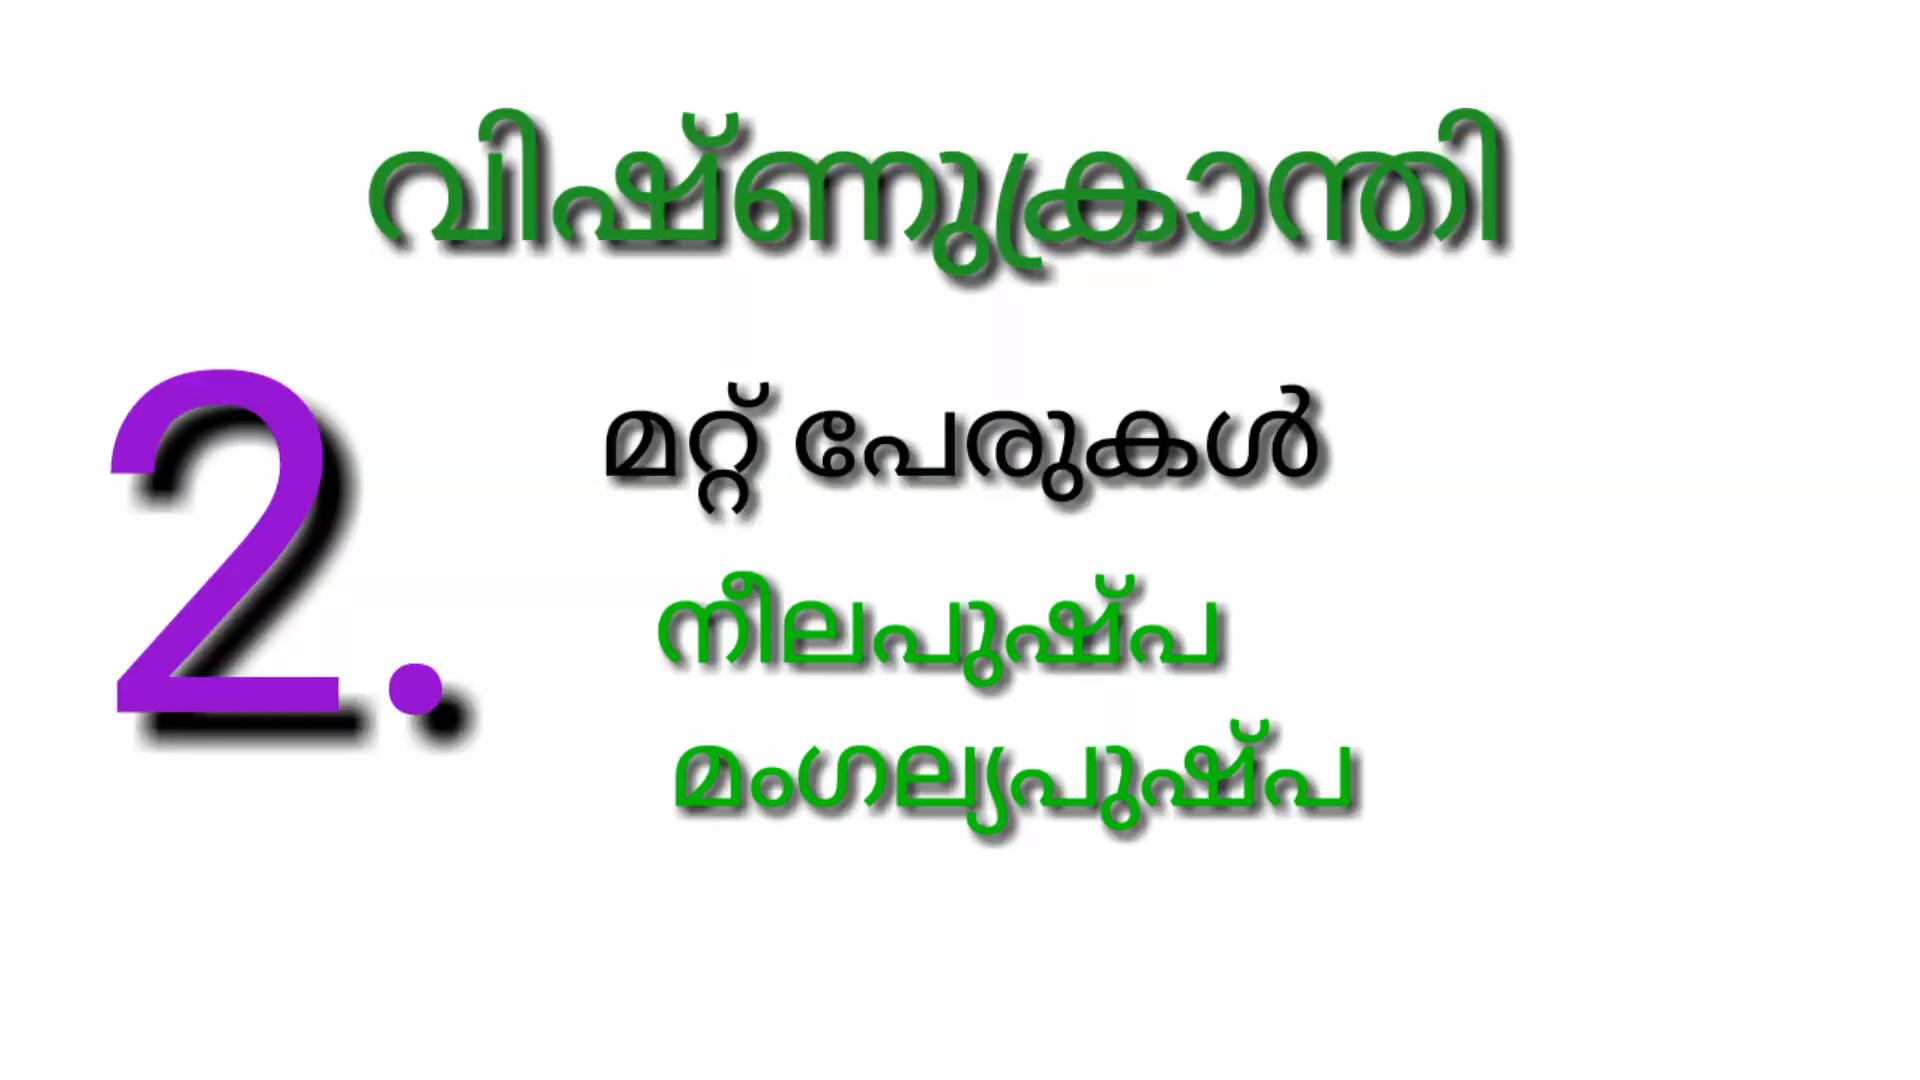 വിഷ്ണുക്രാന്തി
2.
മറ്റ് പേരുകൾ
നീലപുഷ്പ
മംഗല്യപുഷ്പ